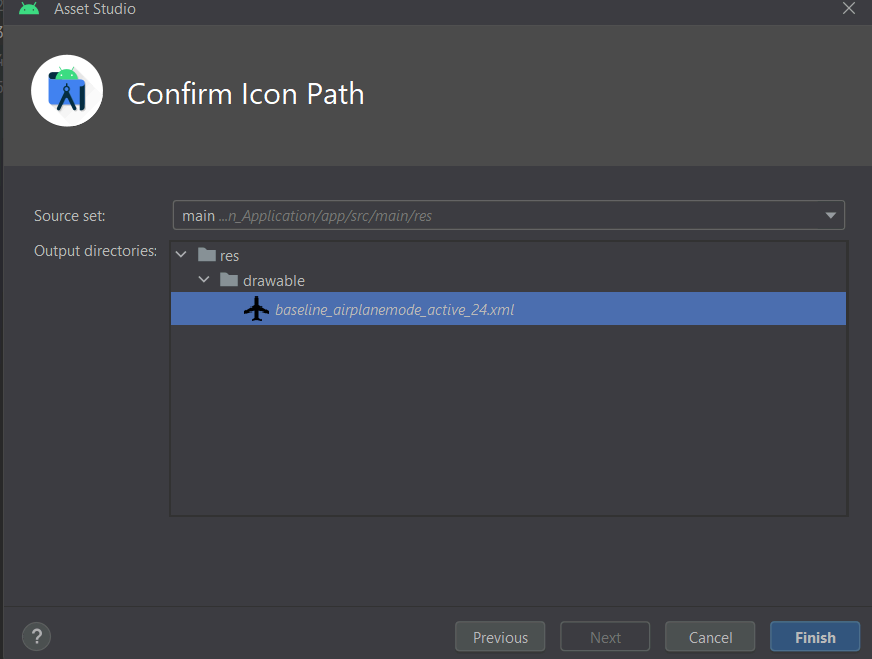 Asset Studio
Confirm Icon Path
Source set:
main ...n_Application/app/src/main/res
Output directories:
res
drawable
baseline_airplanemode_active_24.xml
?
Previous
Next
Cancel
Finish